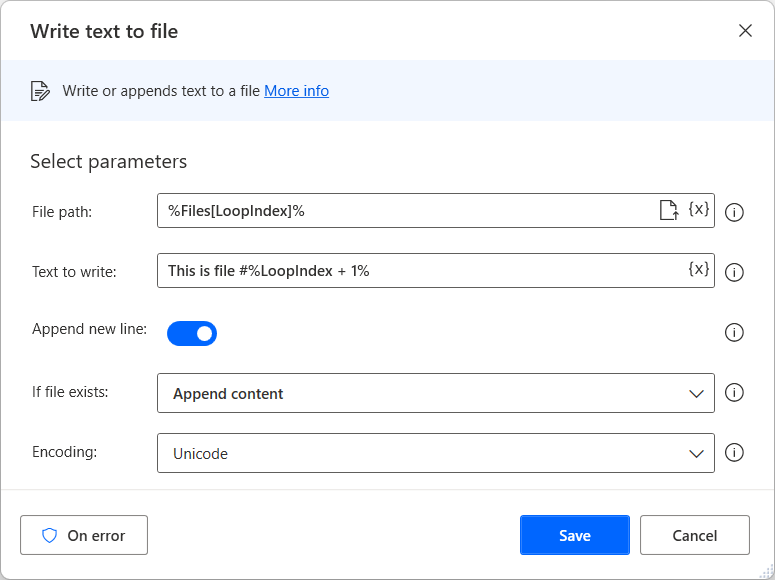 Write text to file
Write or appends text to a file More info
Select parameters
File path: %Files[LoopIndex]% {x}
Text to write: This is file #%LoopIndex + 1% {x}
Append new line:
If file exists: Append content
Encoding: Unicode
On error Save Cancel